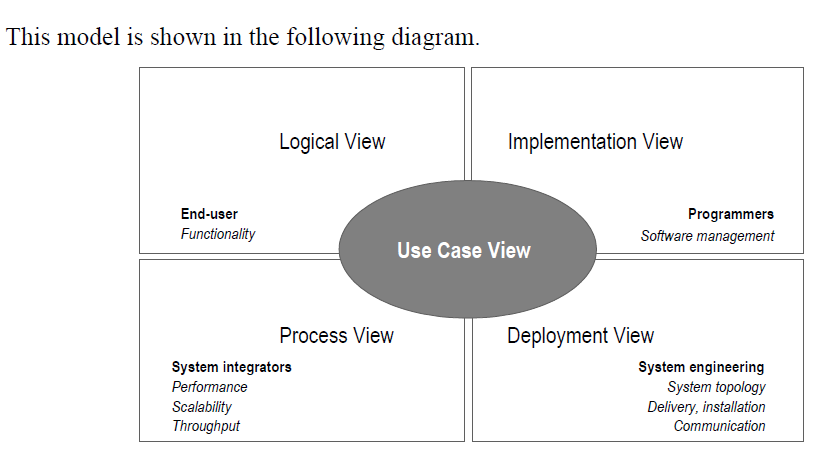 This model is shown in the following diagram.
Logical View
End-user
Functionality
Implementation View
Programmers
Software management
Use Case View
Process View
System integrators
Performance
Scalability
Throughput
Deployment View
System engineering
System topology
Delivery, installation
Communication